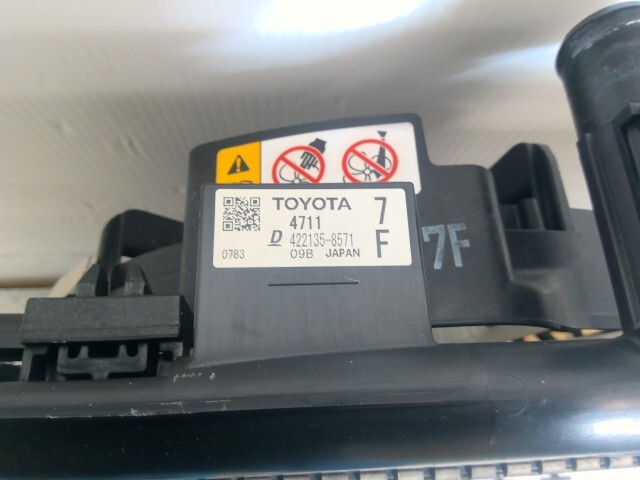 TOYOTA 7
4711
D 422135-8571 F
0783 09B JAPAN
7F